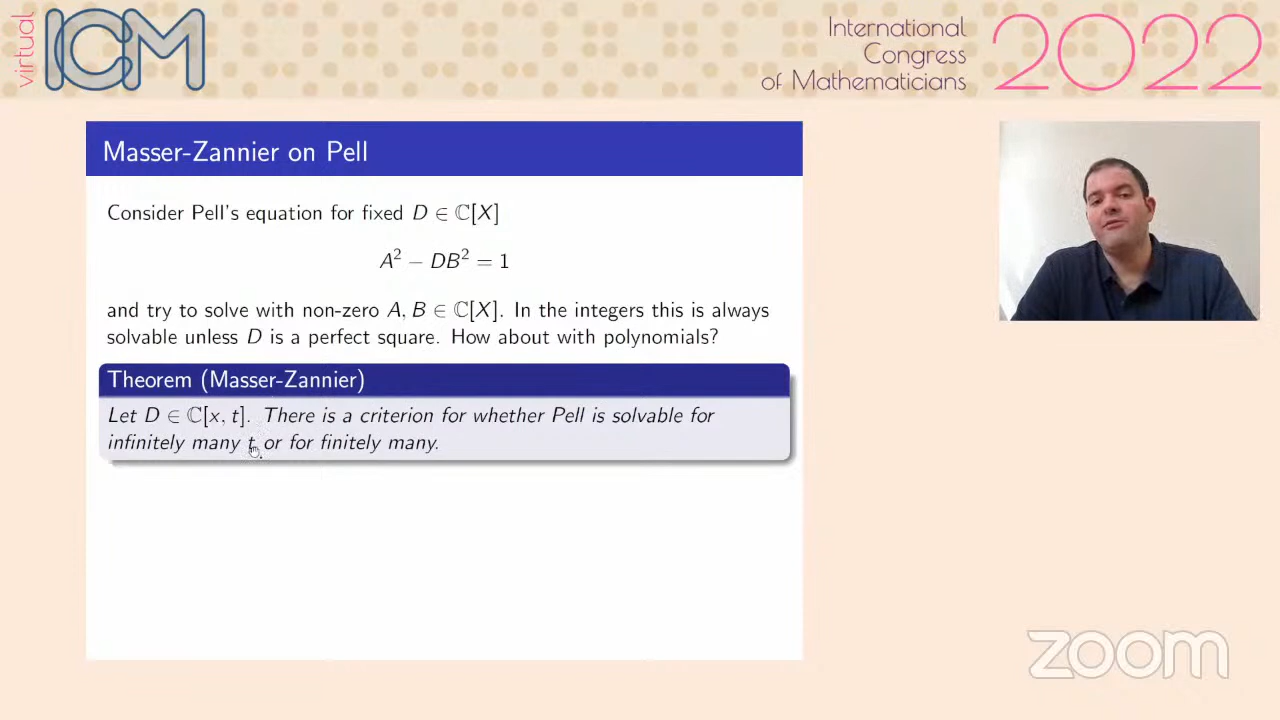 virtual
ICM
International
Congress
of Mathematicians
2022
Masser-Zannier on Pell
Consider Pell's equation for fixed D ∈ ℂ[X]
A² − DB² = 1
and try to solve with non-zero A, B ∈ ℂ[X]. In the integers this is always
solvable unless D is a perfect square. How about with polynomials?
Theorem (Masser-Zannier)
Let D ∈ ℂ[x, t]. There is a criterion for whether Pell is solvable for
infinitely many t, or for finitely many.
zoom